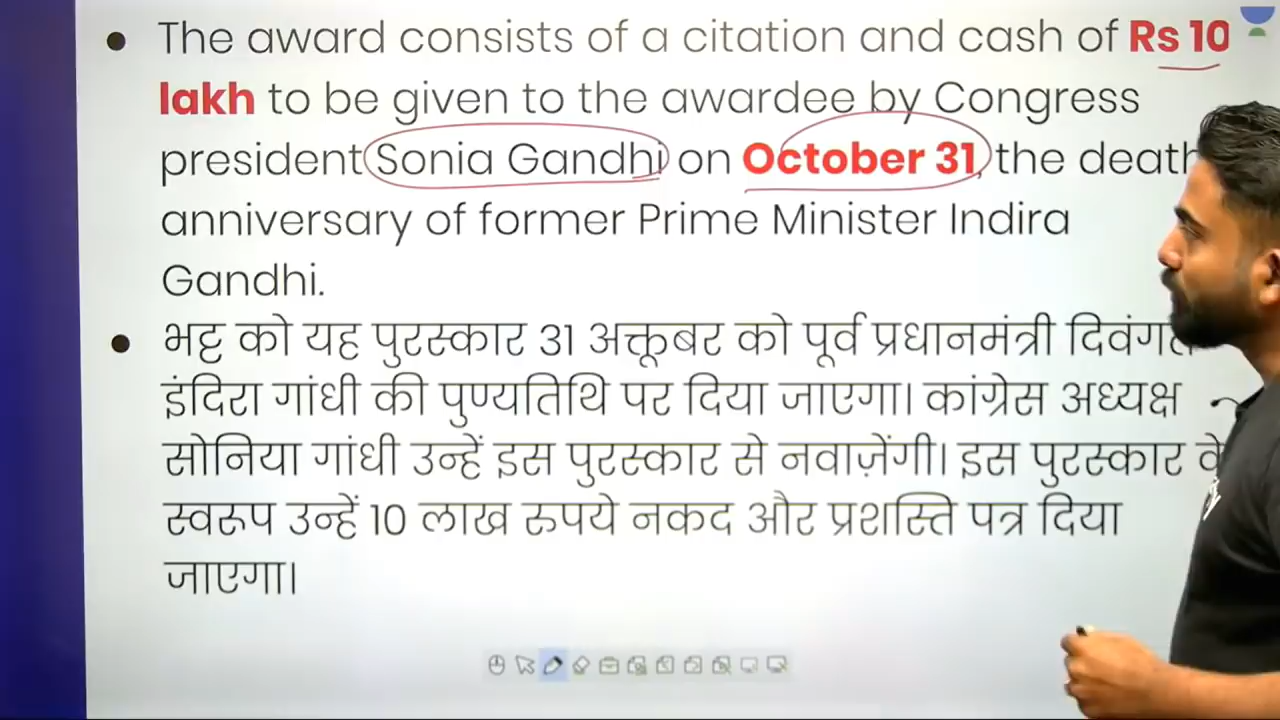 The award consists of a citation and cash of Rs 10
lakh to be given to the awardee by Congress
president Sonia Gandhi on October 31, the death
anniversary of former Prime Minister Indira
Gandhi.
भट्ट को यह पुरस्कार 31 अक्तूबर को पूर्व प्रधानमंत्री दिवंगत
इंदिरा गांधी की पुण्यतिथि पर दिया जाएगा। कांग्रेस अध्यक्ष
सोनिया गांधी उन्हें इस पुरस्कार से नवाज़ेंगी। इस पुरस्कार के
स्वरूप उन्हें 10 लाख रुपये नकद और प्रशस्ति पत्र दिया
जाएगा।